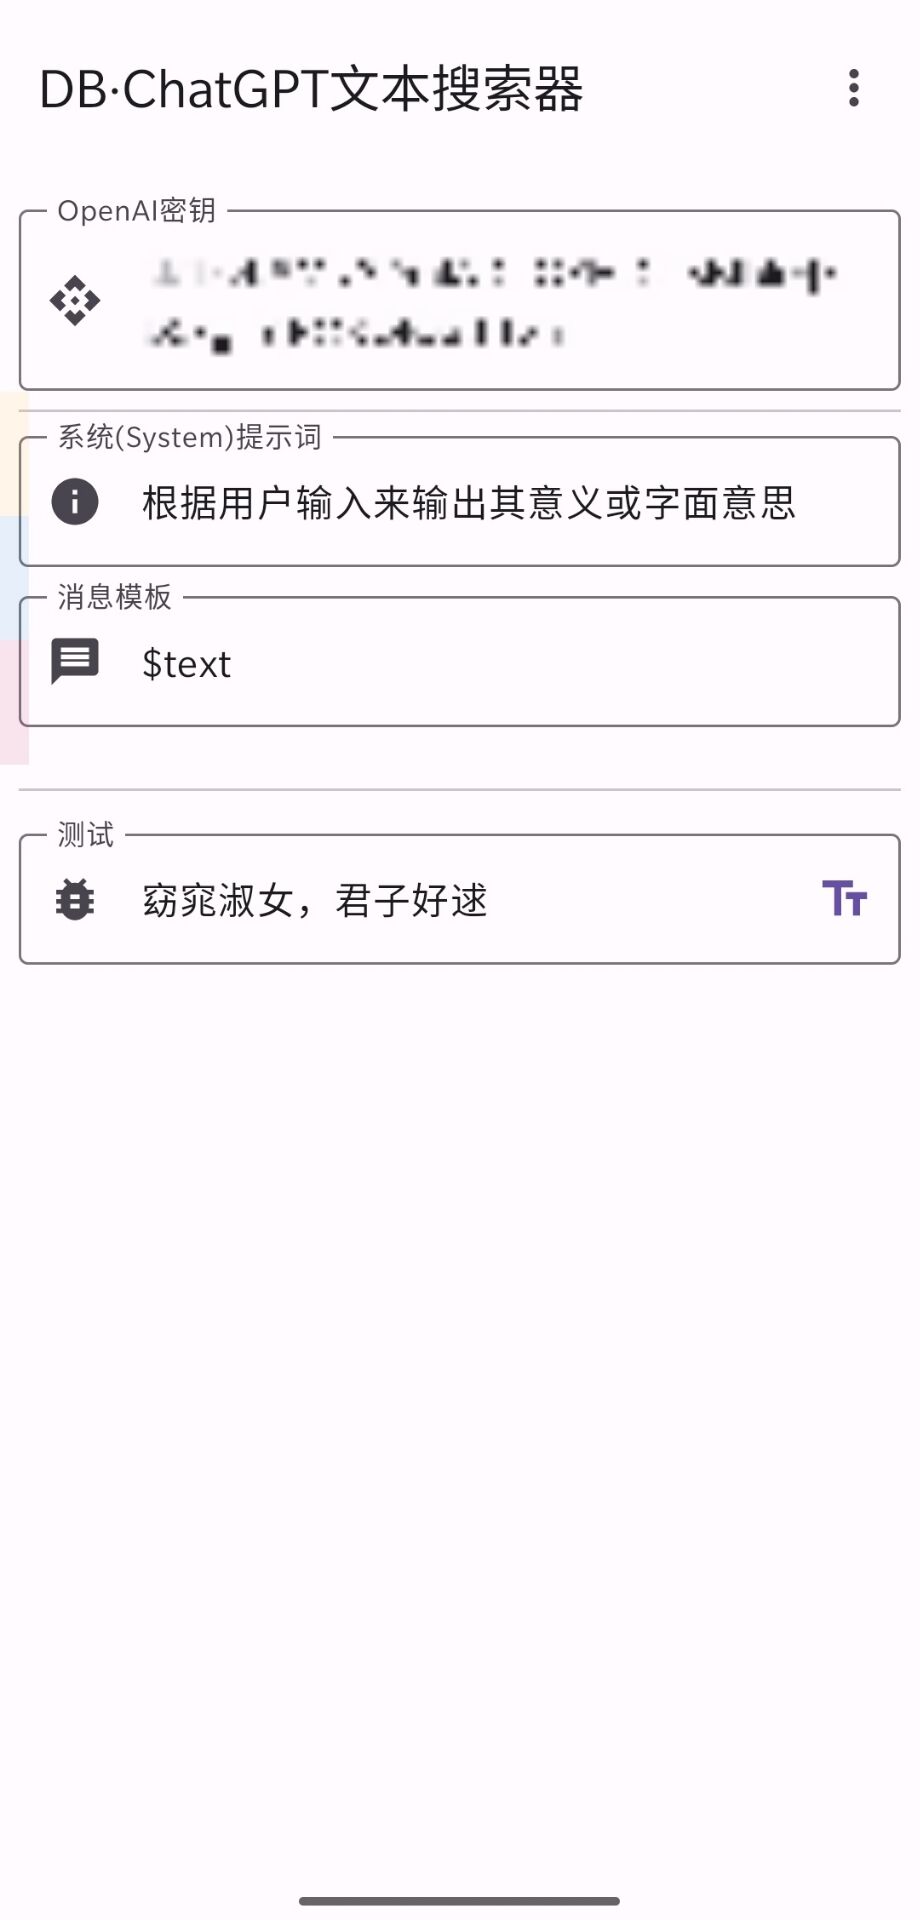 DB·ChatGPT文本搜索器
OpenAI密钥
系统(System)提示词
根据用户输入来输出其意义或字面意思
消息模板
$text
测试
窈窕淑女，君子好逑